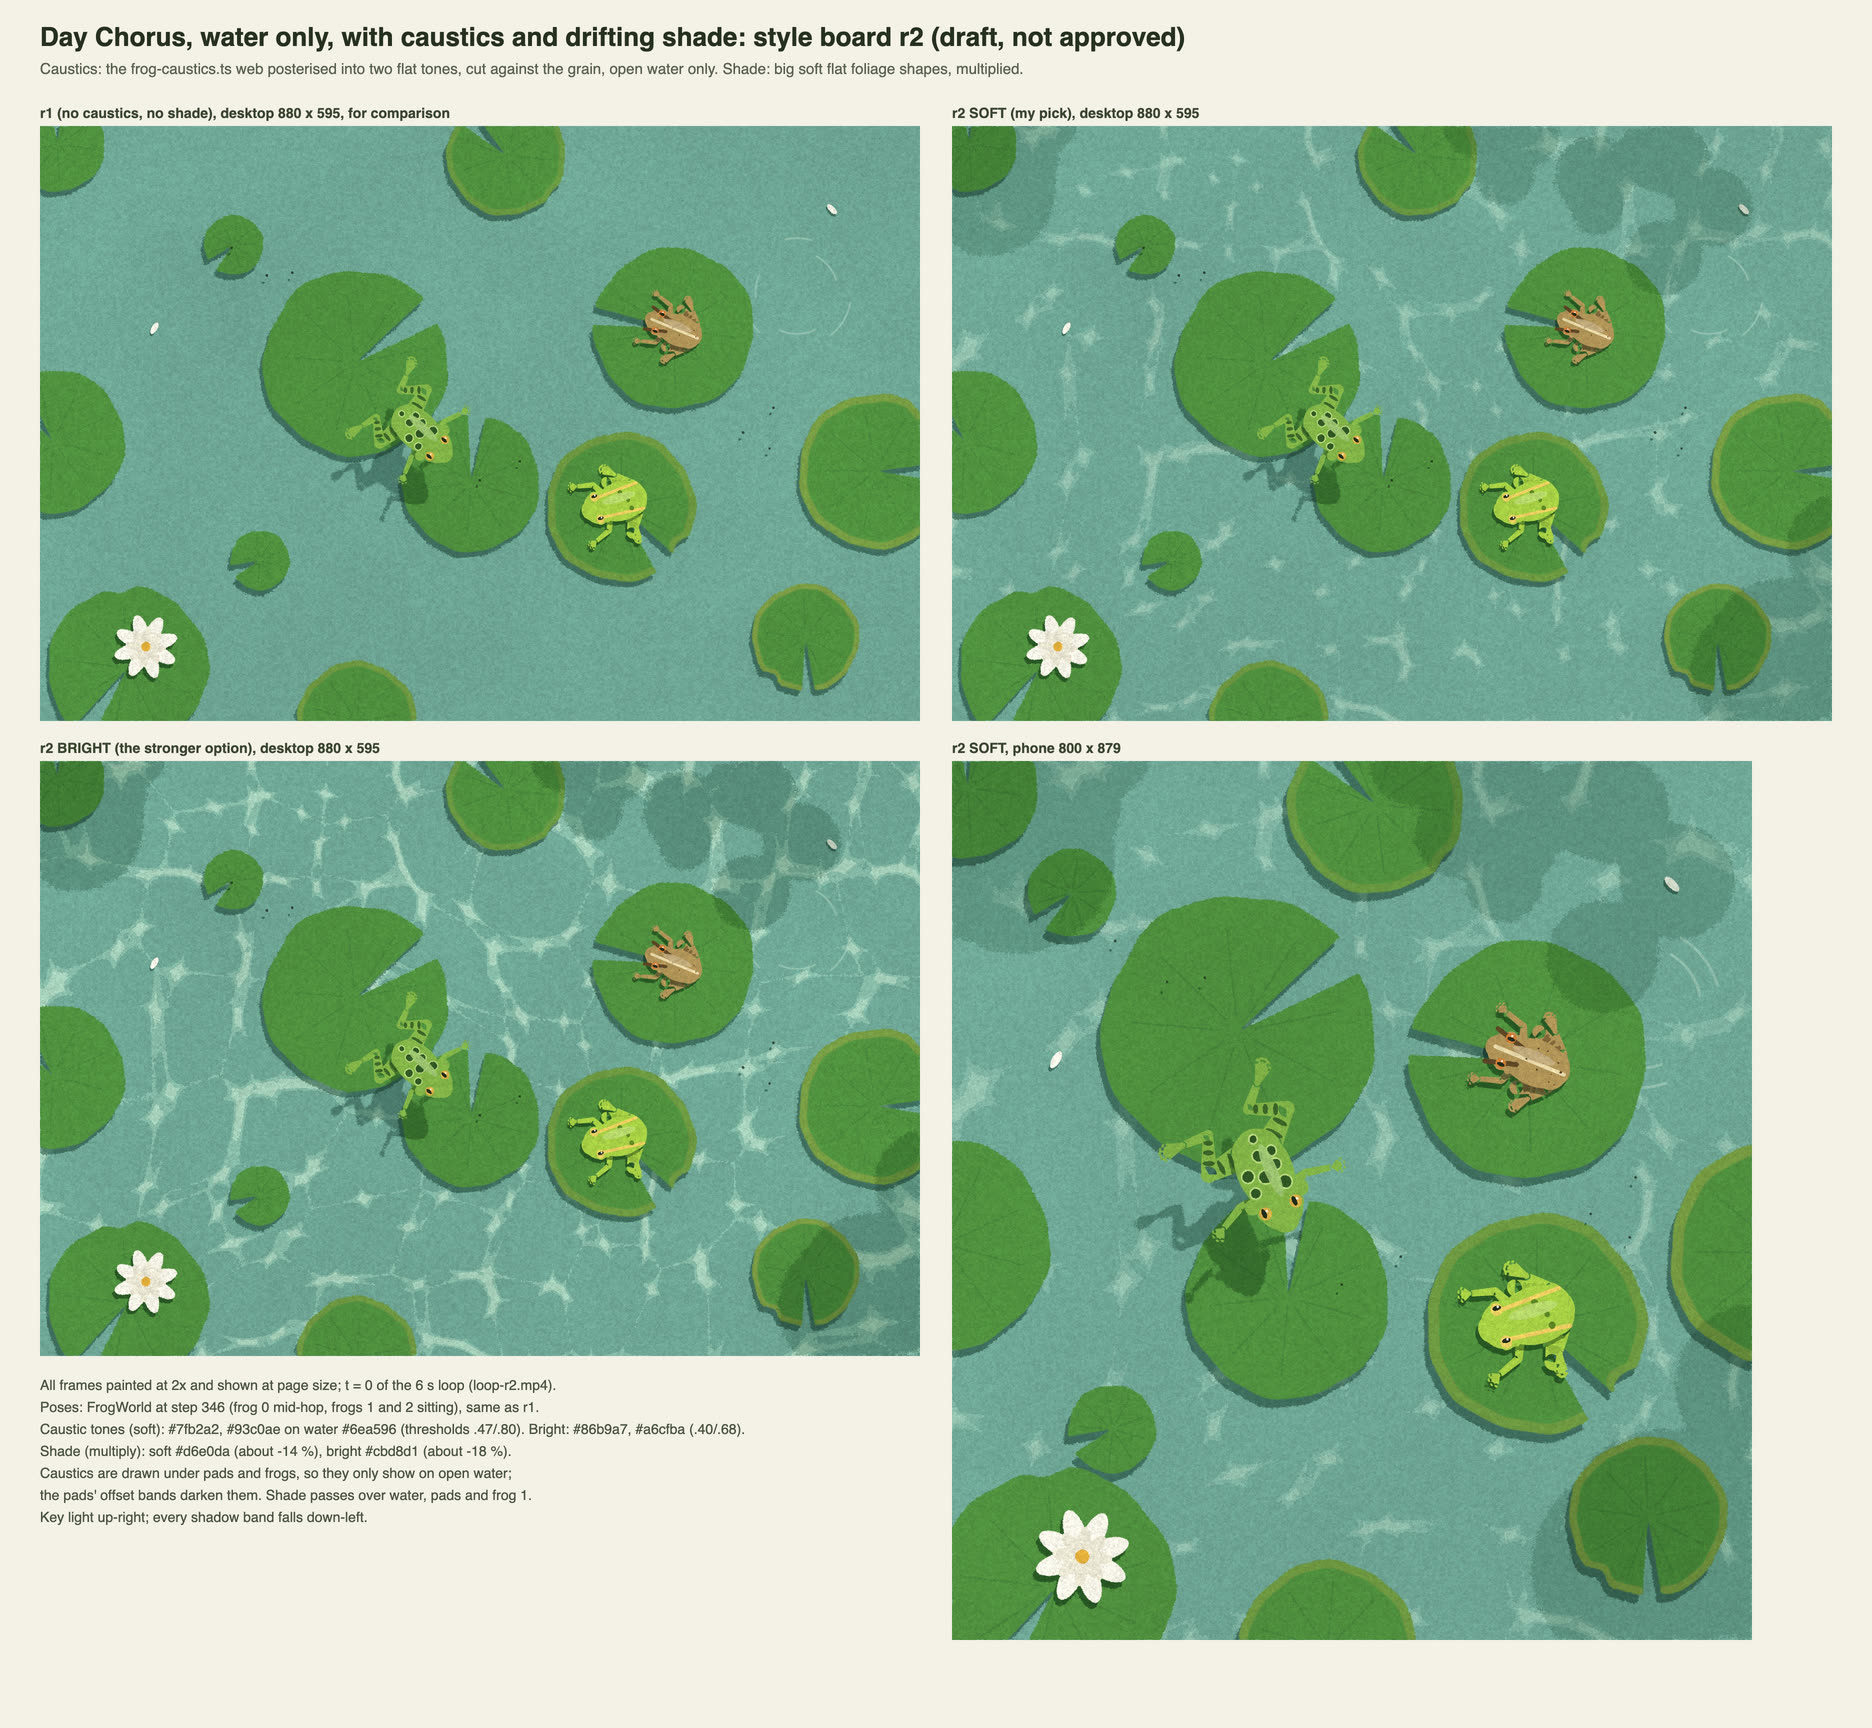 Day Chorus, water only, with caustics and drifting shade: style board r2 (draft, not approved)
Caustics: the frog-caustics.ts web posterised into two flat tones, cut against the grain, open water only. Shade: big soft flat foliage shapes, multiplied.
r1 (no caustics, no shade), desktop 880 x 595, for comparison
r2 SOFT (my pick), desktop 880 x 595
r2 BRIGHT (the stronger option), desktop 880 x 595
r2 SOFT, phone 800 x 879
All frames painted at 2x and shown at page size; t = 0 of the 6 s loop (loop-r2.mp4).
Poses: FrogWorld at step 346 (frog 0 mid-hop, frogs 1 and 2 sitting), same as r1.
Caustic tones (soft): #7fb2a2, #93c0ae on water #6ea596 (thresholds .47/.80). Bright: #86b9a7, #a6cfba (.40/.68).
Shade (multiply): soft #d6e0da (about -14 %), bright #cbd8d1 (about -18 %).
Caustics are drawn under pads and frogs, so they only show on open water;
the pads' offset bands darken them. Shade passes over water, pads and frog 1.
Key light up-right; every shadow band falls down-left.